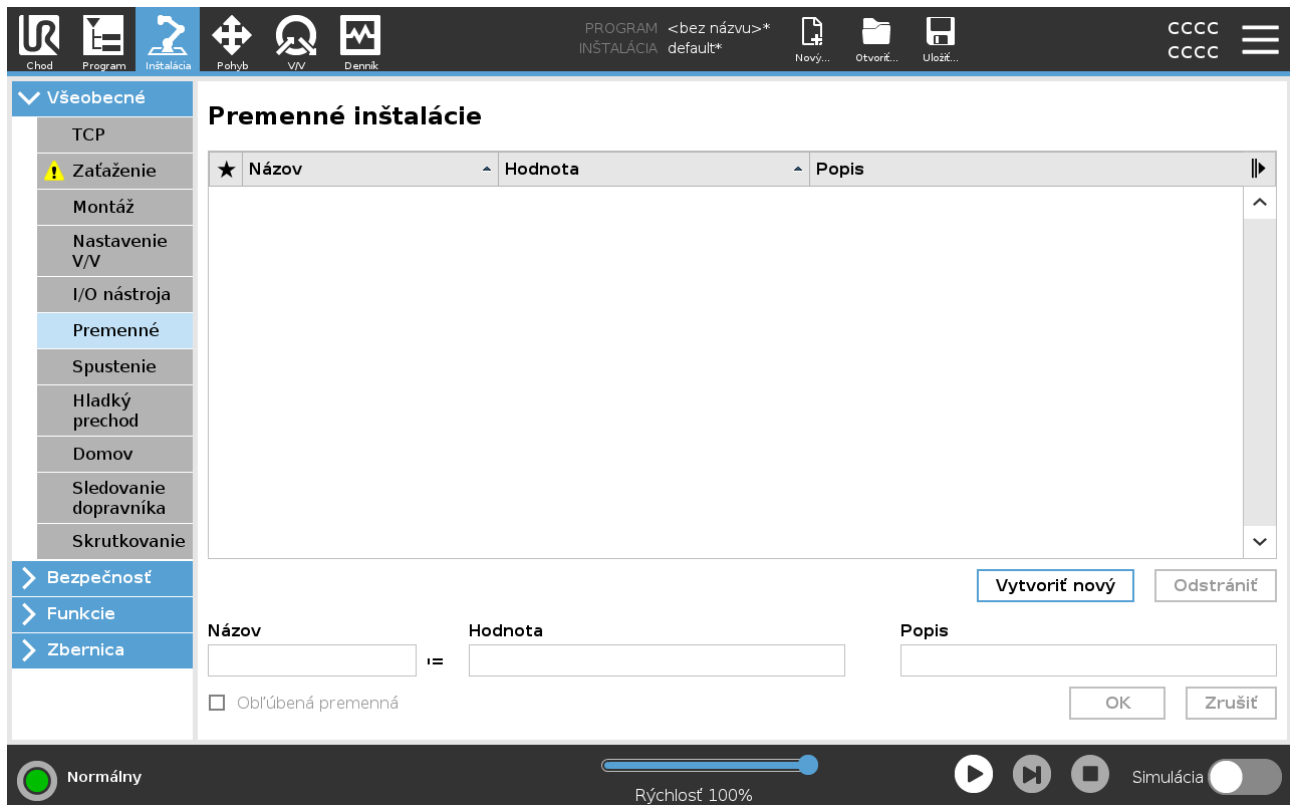 PROGRAM <bez názvu>*
INŠTALÁCIA default*
CCCC
CCCC
Chod Program Inštalácia Pohyb V/V Denník Nový... Otvoriť... Uložiť...
Všeobecné
TCP
Zaťaženie
Montáž
Nastavenie
V/V
I/O nástroja
Premenné
Spustenie
Hladký
prechod
Domov
Sledovanie
dopravníka
Skrutkovanie
Bezpečnosť
Funkcie
Zbernica
Premenné inštalácie
★ Názov Hodnota Popis
Vytvoriť nový Odstrániť
Názov Hodnota Popis
:=
Obľúbená premenná OK Zrušiť
Normálny
Rýchlosť 100%
Simulácia